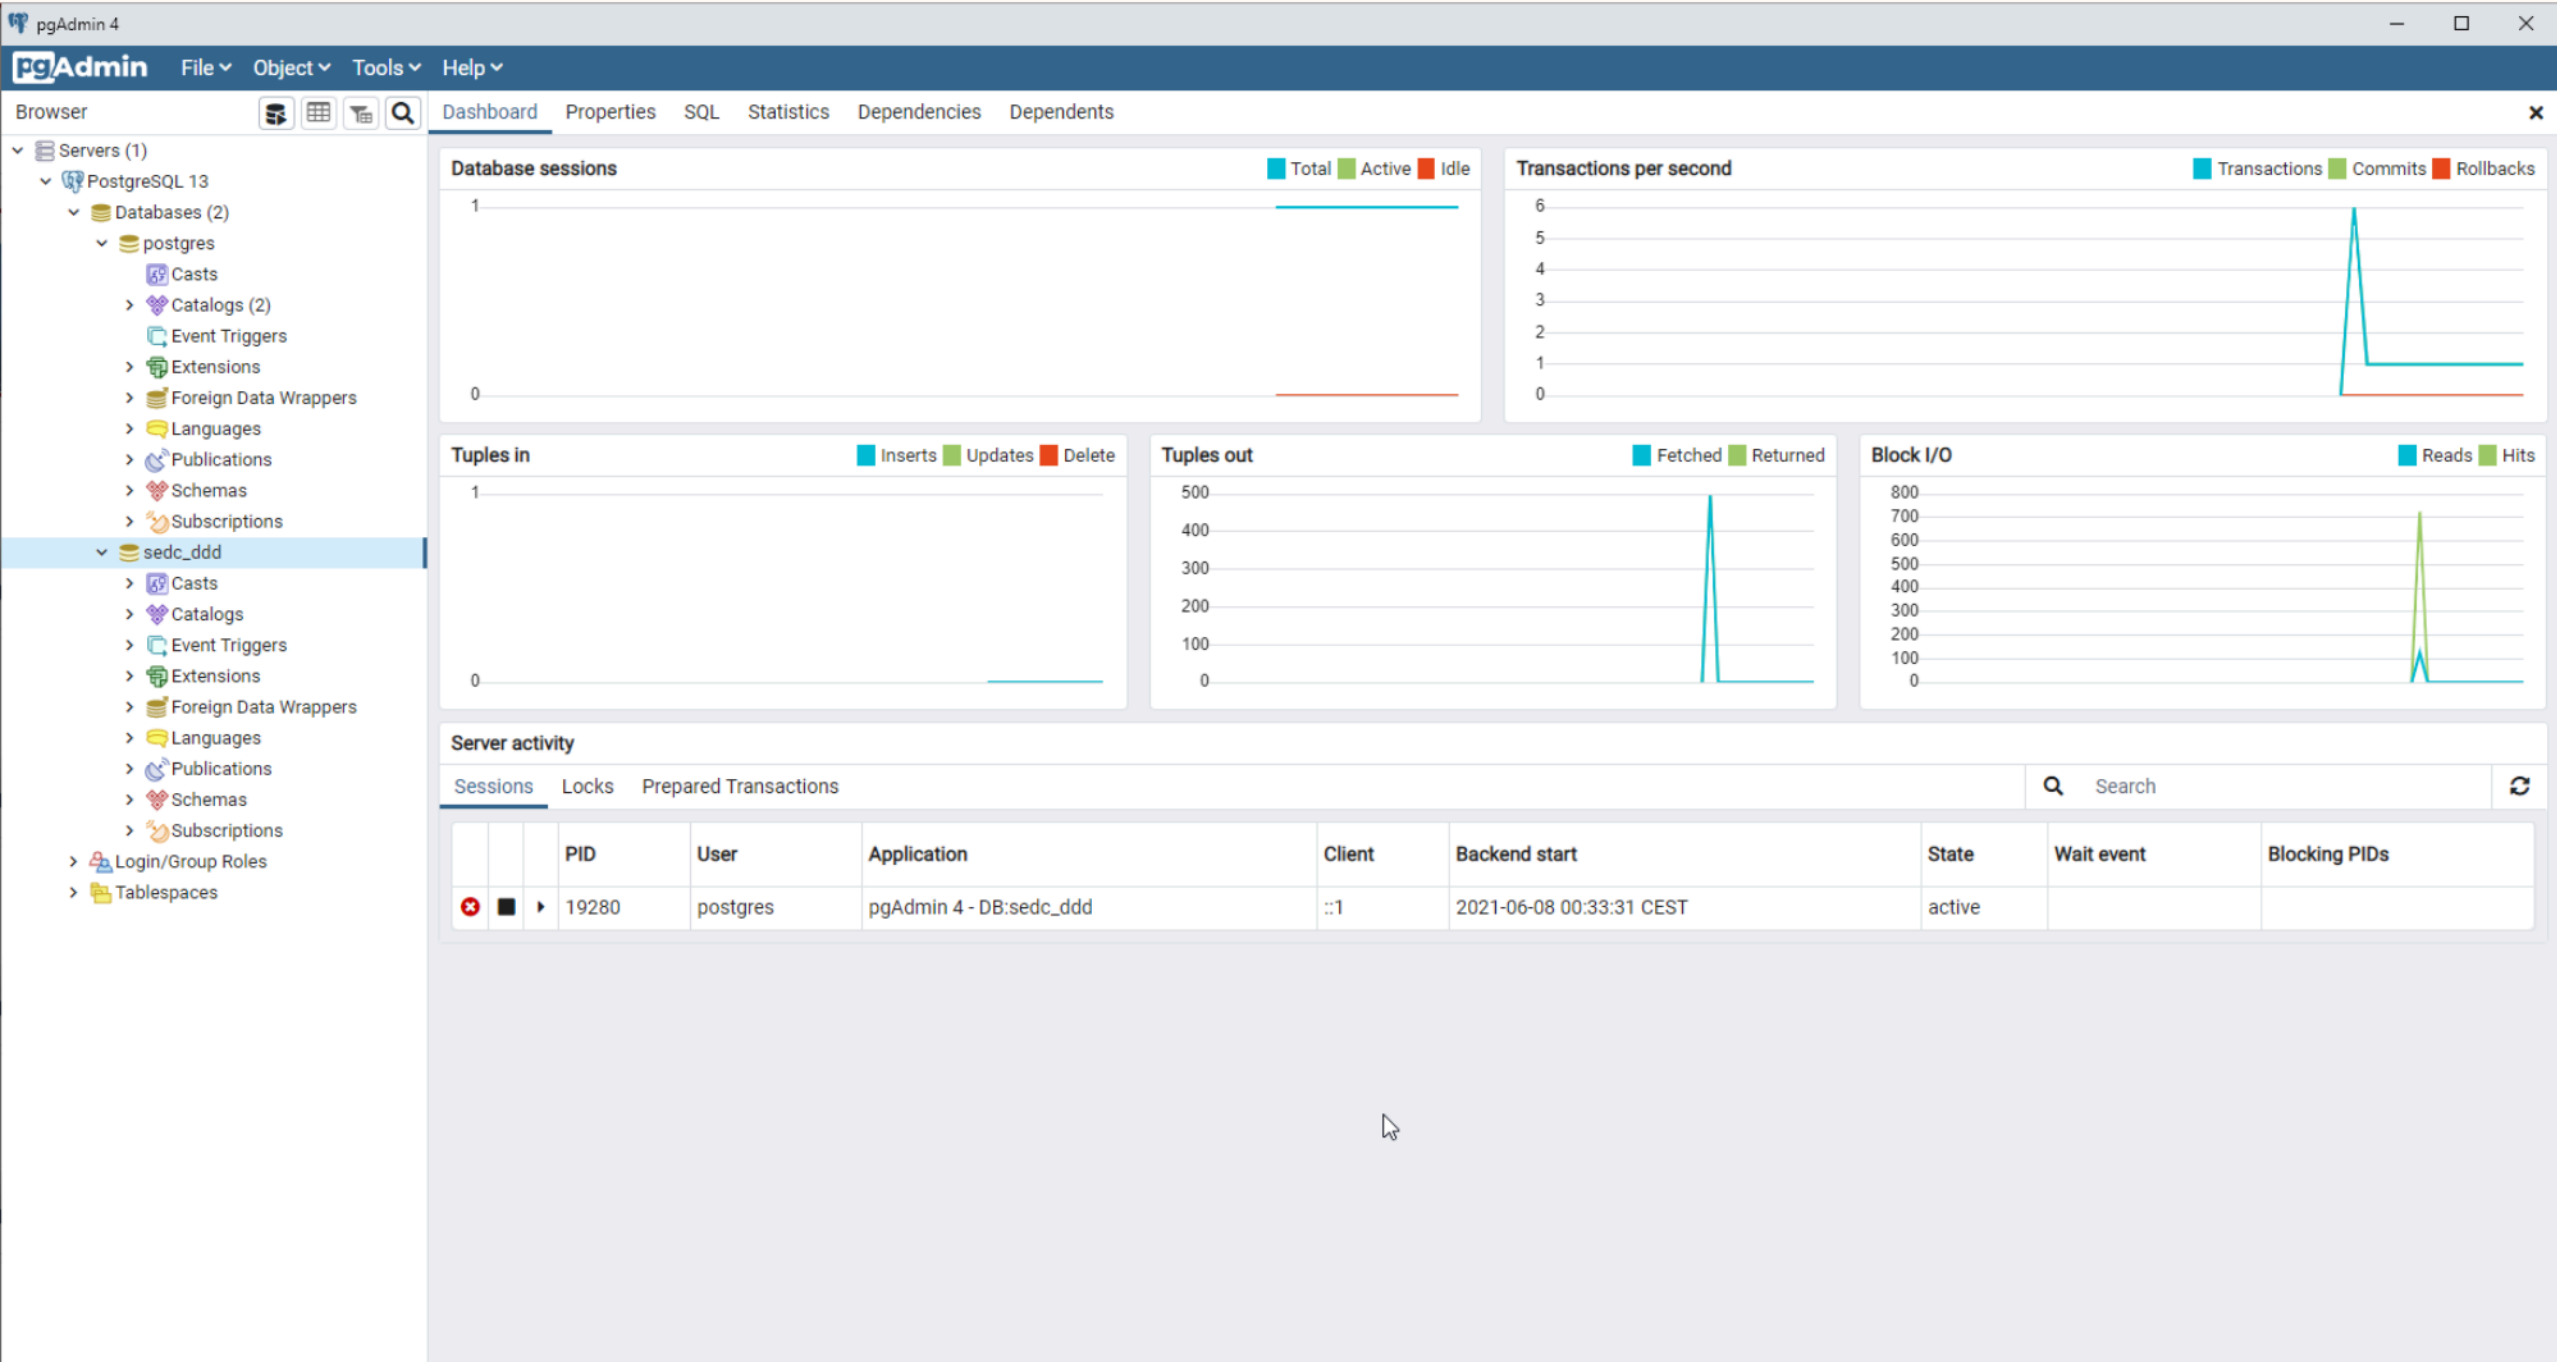 pgAdmin 4
pgAdmin File Object Tools Help
Browser
Dashboard Properties SQL Statistics Dependencies Dependents
Servers (1)
PostgreSQL 13
Databases (2)
postgres
Casts
Catalogs (2)
Event Triggers
Extensions
Foreign Data Wrappers
Languages
Publications
Schemas
Subscriptions
sedc_ddd
Casts
Catalogs
Event Triggers
Extensions
Foreign Data Wrappers
Languages
Publications
Schemas
Subscriptions
Login/Group Roles
Tablespaces
Database sessions Total Active Idle
1
0
Transactions per second Transactions Commits Rollbacks
6
5
4
3
2
1
0
Tuples in Inserts Updates Delete
1
0
Tuples out Fetched Returned
500
400
300
200
100
0
Block I/O Reads Hits
800
700
600
500
400
300
200
100
0
Server activity
Sessions Locks Prepared Transactions Search
PID User Application Client Backend start State Wait event Blocking PIDs
19280 postgres pgAdmin 4 - DB:sedc_ddd ::1 2021-06-08 00:33:31 CEST active